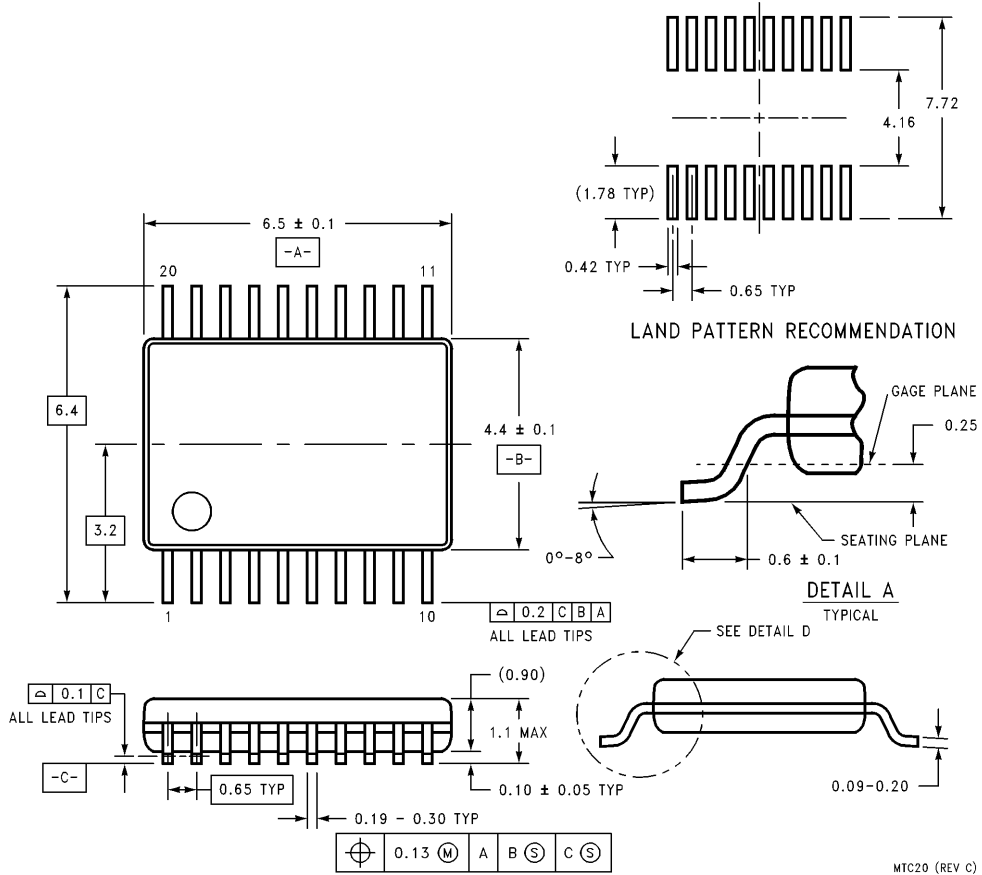 7.72
4.16
(1.78 TYP)
0.42 TYP
0.65 TYP
LAND PATTERN RECOMMENDATION
6.5 ± 0.1
-A-
20
11
6.4
4.4 ± 0.1
-B-
3.2
1
10
⌓ 0.2 C B A
ALL LEAD TIPS
GAGE PLANE
0.25
SEATING PLANE
0°-8°
0.6 ± 0.1
DETAIL A
TYPICAL
SEE DETAIL D
(0.90)
⌓ 0.1 C
ALL LEAD TIPS
1.1 MAX
-C-
0.65 TYP
0.10 ± 0.05 TYP
0.09-0.20
0.19 - 0.30 TYP
⌖ 0.13 Ⓜ A B Ⓢ C Ⓢ
MTC20 (REV C)